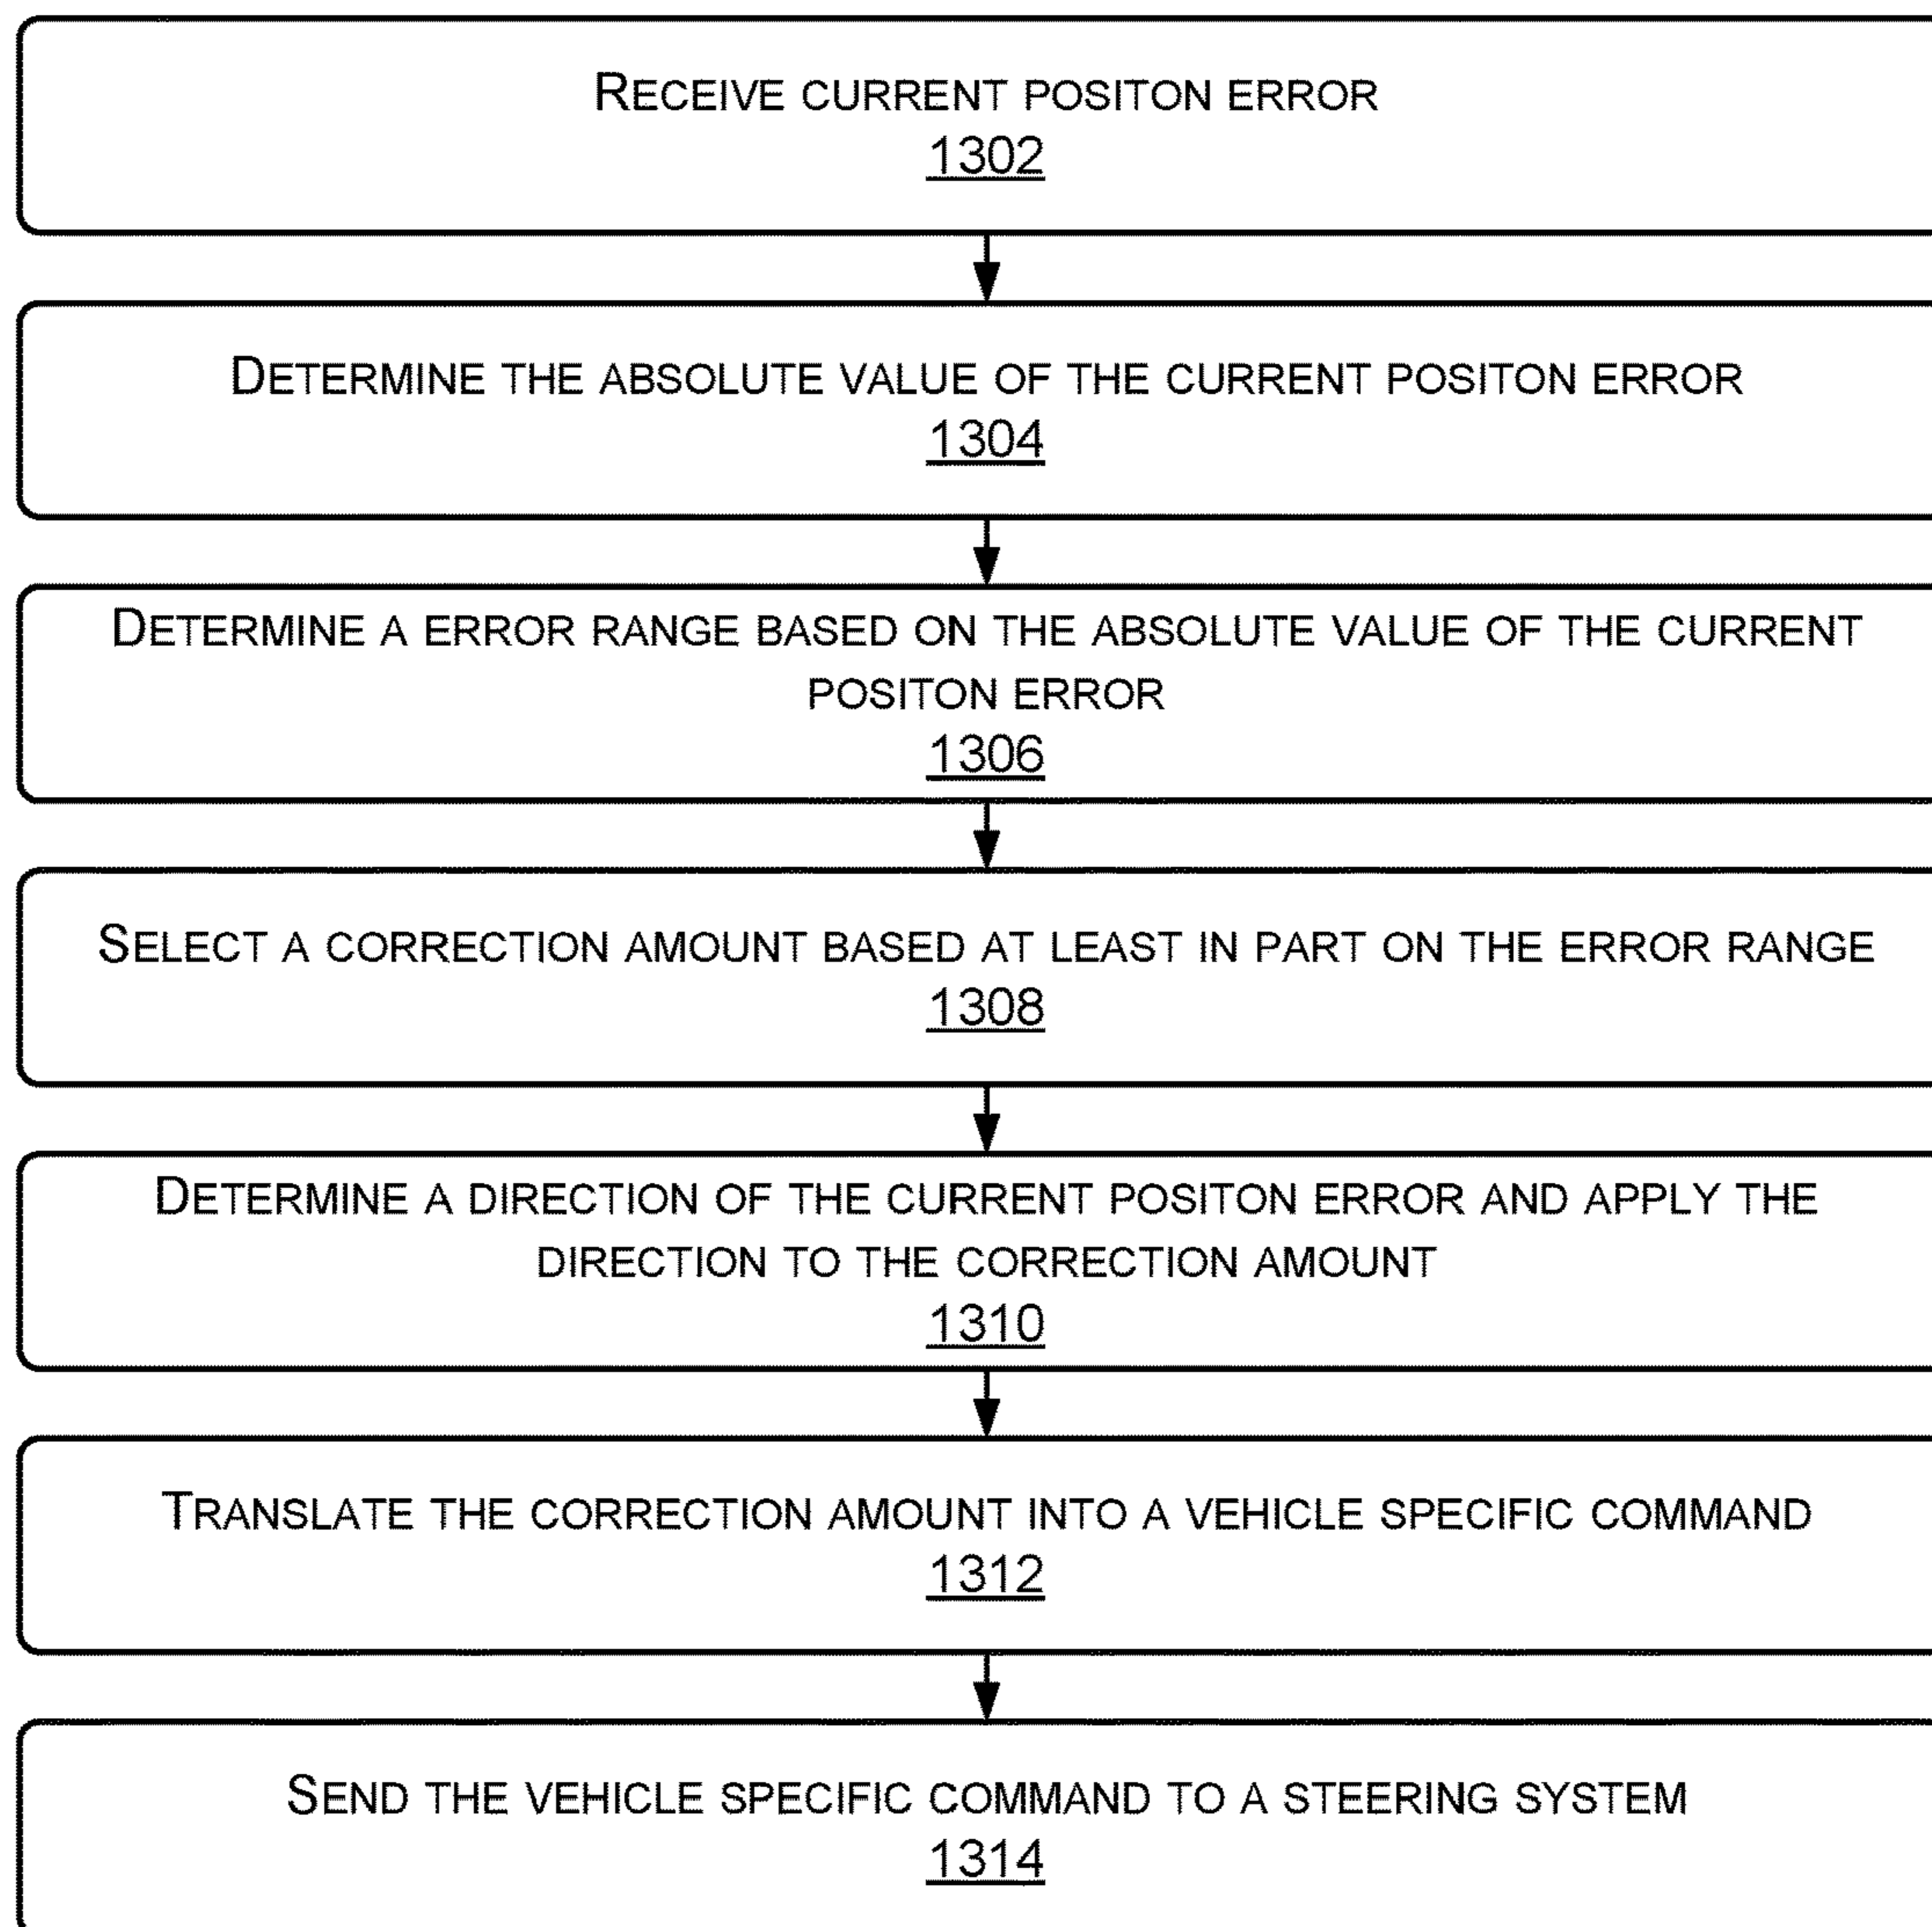 RECEIVE CURRENT POSITON ERROR
1302
DETERMINE THE ABSOLUTE VALUE OF THE CURRENT POSITON ERROR
1304
DETERMINE A ERROR RANGE BASED ON THE ABSOLUTE VALUE OF THE CURRENT
POSITON ERROR
1306
SELECT A CORRECTION AMOUNT BASED AT LEAST IN PART ON THE ERROR RANGE
1308
DETERMINE A DIRECTION OF THE CURRENT POSITON ERROR AND APPLY THE
DIRECTION TO THE CORRECTION AMOUNT
1310
TRANSLATE THE CORRECTION AMOUNT INTO A VEHICLE SPECIFIC COMMAND
1312
SEND THE VEHICLE SPECIFIC COMMAND TO A STEERING SYSTEM
1314